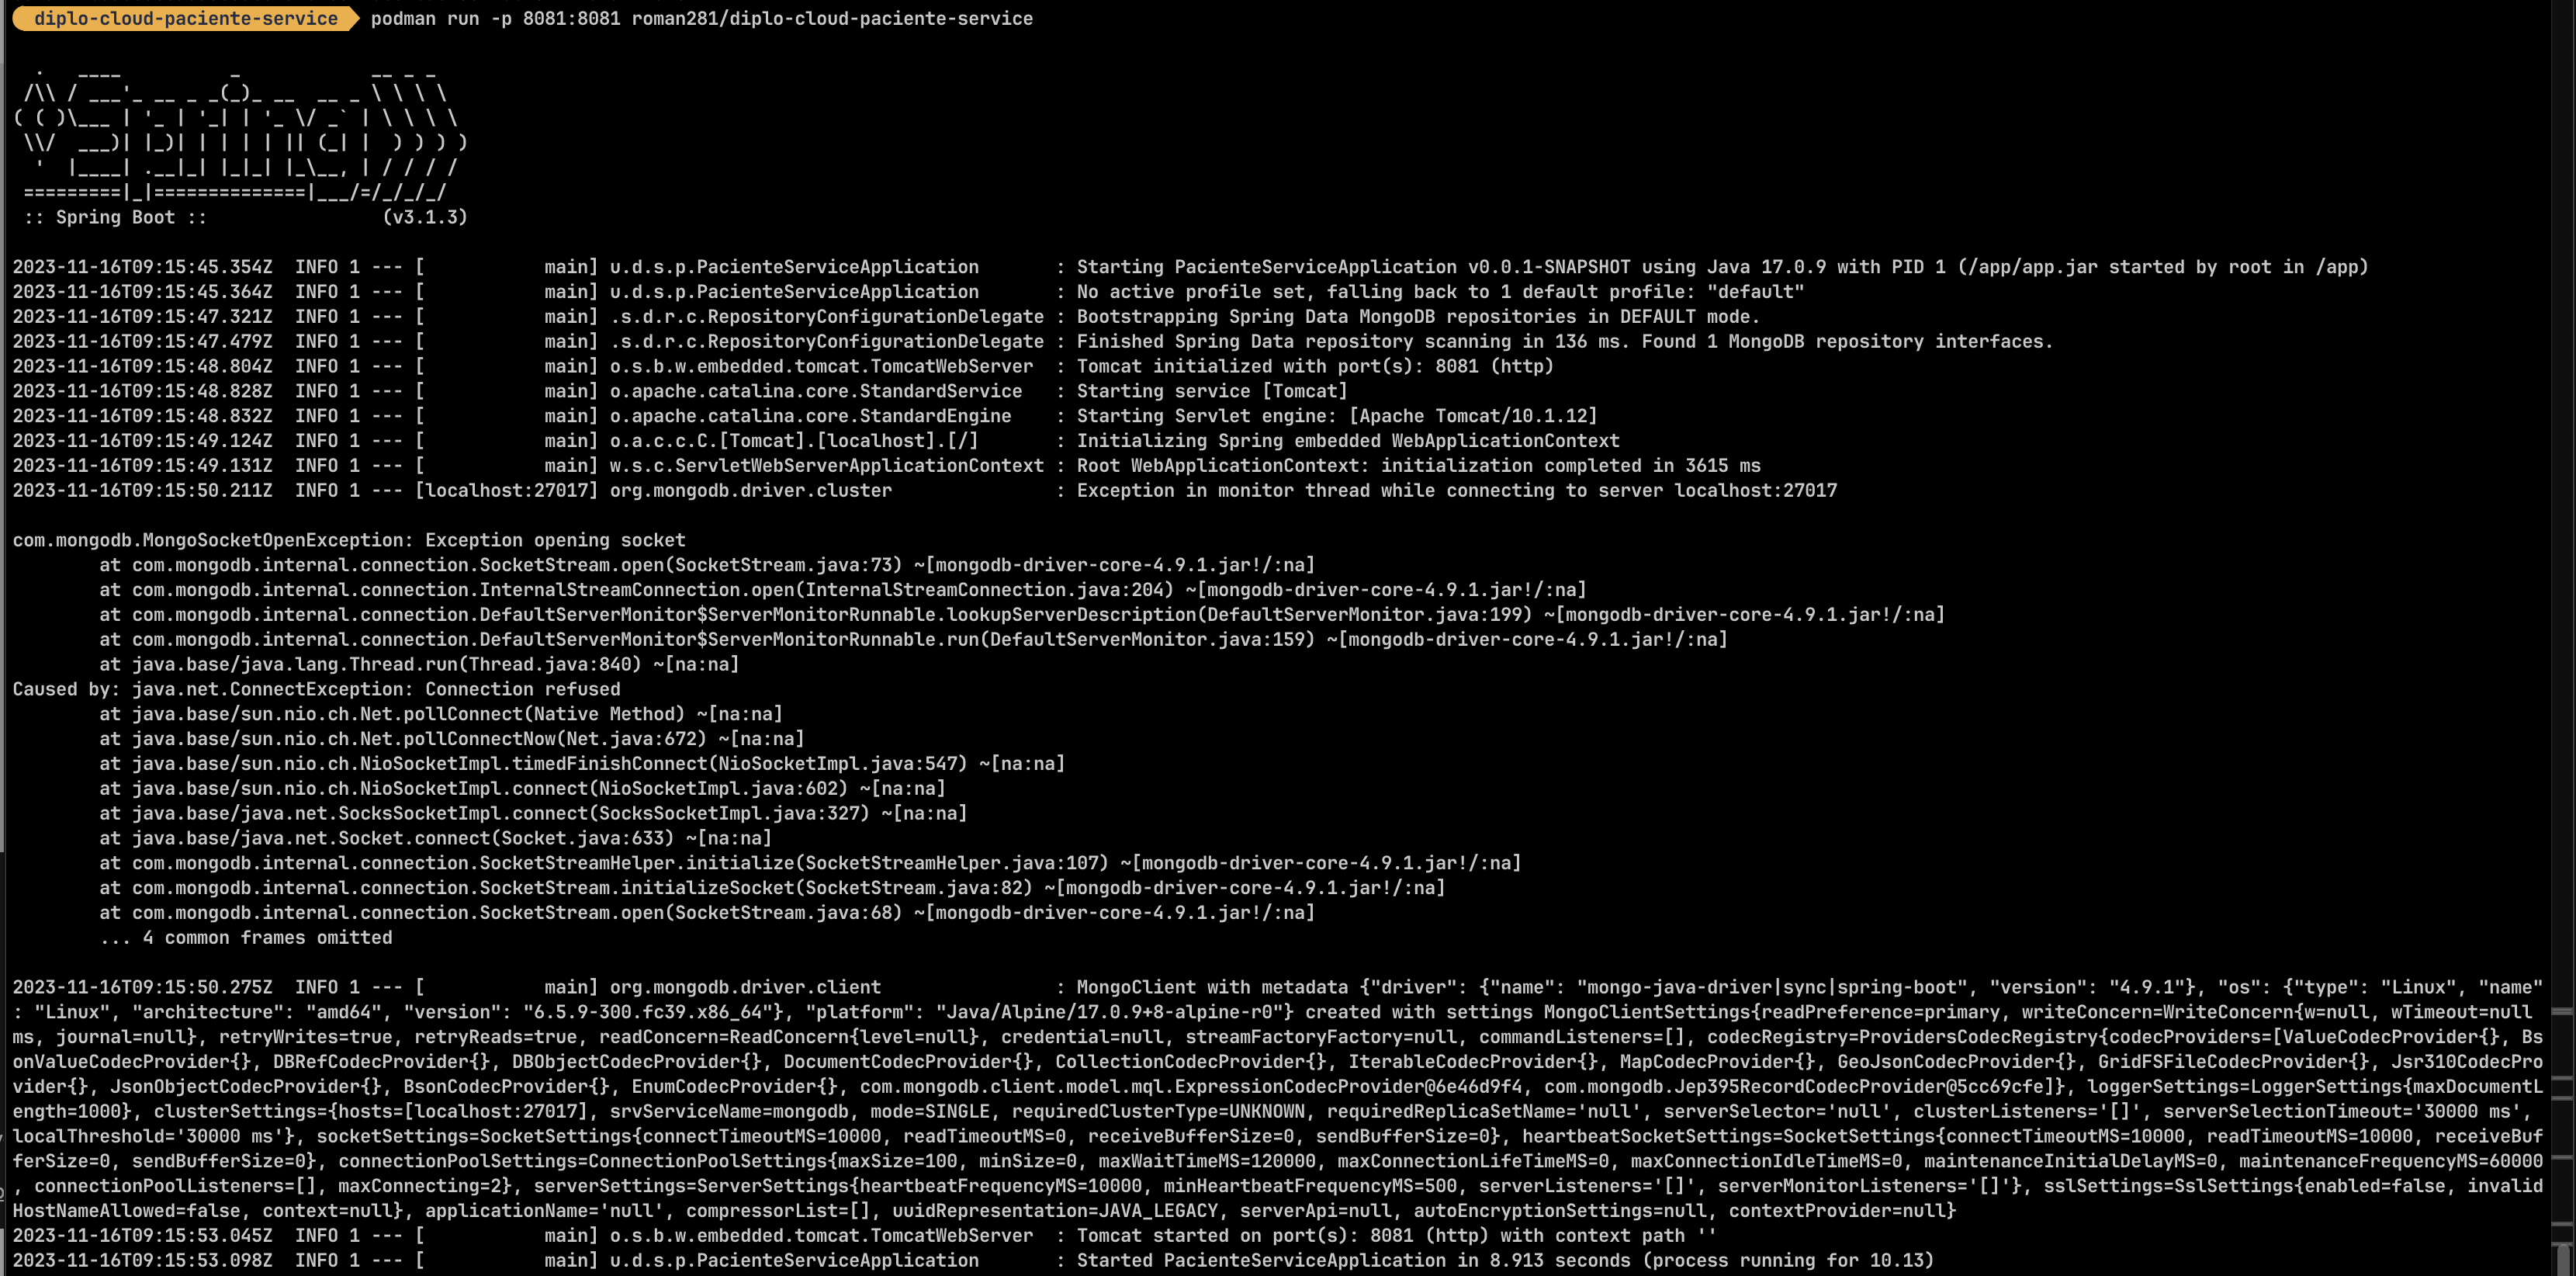 diplo-cloud-paciente-service podman run -p 8081:8081 roman281/diplo-cloud-paciente-service
  .   ____          _            __ _ _
 /\\ / ___'_ __ _ _(_)_ __  __ _ \ \ \ \
( ( )\___ | '_ | '_| | '_ \/ _` | \ \ \ \
 \\/  ___)| |_)| | | | | || (_| |  ) ) ) )
  '  |____| .__|_| |_|_| |_\__, | / / / /
 =========|_|==============|___/=/_/_/_/
 :: Spring Boot ::                (v3.1.3)
2023-11-16T09:15:45.354Z  INFO 1 --- [           main] u.d.s.p.PacienteServiceApplication       : Starting PacienteServiceApplication v0.0.1-SNAPSHOT using Java 17.0.9 with PID 1 (/app/app.jar started by root in /app)
2023-11-16T09:15:45.364Z  INFO 1 --- [           main] u.d.s.p.PacienteServiceApplication       : No active profile set, falling back to 1 default profile: "default"
2023-11-16T09:15:47.321Z  INFO 1 --- [           main] .s.d.r.c.RepositoryConfigurationDelegate : Bootstrapping Spring Data MongoDB repositories in DEFAULT mode.
2023-11-16T09:15:47.479Z  INFO 1 --- [           main] .s.d.r.c.RepositoryConfigurationDelegate : Finished Spring Data repository scanning in 136 ms. Found 1 MongoDB repository interfaces.
2023-11-16T09:15:48.804Z  INFO 1 --- [           main] o.s.b.w.embedded.tomcat.TomcatWebServer  : Tomcat initialized with port(s): 8081 (http)
2023-11-16T09:15:48.828Z  INFO 1 --- [           main] o.apache.catalina.core.StandardService   : Starting service [Tomcat]
2023-11-16T09:15:48.832Z  INFO 1 --- [           main] o.apache.catalina.core.StandardEngine    : Starting Servlet engine: [Apache Tomcat/10.1.12]
2023-11-16T09:15:49.124Z  INFO 1 --- [           main] o.a.c.c.C.[Tomcat].[localhost].[/]       : Initializing Spring embedded WebApplicationContext
2023-11-16T09:15:49.131Z  INFO 1 --- [           main] w.s.c.ServletWebServerApplicationContext : Root WebApplicationContext: initialization completed in 3615 ms
2023-11-16T09:15:50.211Z  INFO 1 --- [localhost:27017] org.mongodb.driver.cluster               : Exception in monitor thread while connecting to server localhost:27017
com.mongodb.MongoSocketOpenException: Exception opening socket
        at com.mongodb.internal.connection.SocketStream.open(SocketStream.java:73) ~[mongodb-driver-core-4.9.1.jar!/:na]
        at com.mongodb.internal.connection.InternalStreamConnection.open(InternalStreamConnection.java:204) ~[mongodb-driver-core-4.9.1.jar!/:na]
        at com.mongodb.internal.connection.DefaultServerMonitor$ServerMonitorRunnable.lookupServerDescription(DefaultServerMonitor.java:199) ~[mongodb-driver-core-4.9.1.jar!/:na]
        at com.mongodb.internal.connection.DefaultServerMonitor$ServerMonitorRunnable.run(DefaultServerMonitor.java:159) ~[mongodb-driver-core-4.9.1.jar!/:na]
        at java.base/java.lang.Thread.run(Thread.java:840) ~[na:na]
Caused by: java.net.ConnectException: Connection refused
        at java.base/sun.nio.ch.Net.pollConnect(Native Method) ~[na:na]
        at java.base/sun.nio.ch.Net.pollConnectNow(Net.java:672) ~[na:na]
        at java.base/sun.nio.ch.NioSocketImpl.timedFinishConnect(NioSocketImpl.java:547) ~[na:na]
        at java.base/sun.nio.ch.NioSocketImpl.connect(NioSocketImpl.java:602) ~[na:na]
        at java.base/java.net.SocksSocketImpl.connect(SocksSocketImpl.java:327) ~[na:na]
        at java.base/java.net.Socket.connect(Socket.java:633) ~[na:na]
        at com.mongodb.internal.connection.SocketStreamHelper.initialize(SocketStreamHelper.java:107) ~[mongodb-driver-core-4.9.1.jar!/:na]
        at com.mongodb.internal.connection.SocketStream.initializeSocket(SocketStream.java:82) ~[mongodb-driver-core-4.9.1.jar!/:na]
        at com.mongodb.internal.connection.SocketStream.open(SocketStream.java:68) ~[mongodb-driver-core-4.9.1.jar!/:na]
        ... 4 common frames omitted
2023-11-16T09:15:50.275Z  INFO 1 --- [           main] org.mongodb.driver.client                : MongoClient with metadata {"driver": {"name": "mongo-java-driver|sync|spring-boot", "version": "4.9.1"}, "os": {"type": "Linux", "name"
: "Linux", "architecture": "amd64", "version": "6.5.9-300.fc39.x86_64"}, "platform": "Java/Alpine/17.0.9+8-alpine-r0"} created with settings MongoClientSettings{readPreference=primary, writeConcern=WriteConcern{w=null, wTimeout=null
ms, journal=null}, retryWrites=true, retryReads=true, readConcern=ReadConcern{level=null}, credential=null, streamFactoryFactory=null, commandListeners=[], codecRegistry=ProvidersCodecRegistry{codecProviders=[ValueCodecProvider{}, Bs
onValueCodecProvider{}, DBRefCodecProvider{}, DBObjectCodecProvider{}, DocumentCodecProvider{}, CollectionCodecProvider{}, IterableCodecProvider{}, MapCodecProvider{}, GeoJsonCodecProvider{}, GridFSFileCodecProvider{}, Jsr310CodecPro
vider{}, JsonObjectCodecProvider{}, BsonCodecProvider{}, EnumCodecProvider{}, com.mongodb.client.model.mql.ExpressionCodecProvider@6e46d9f4, com.mongodb.Jep395RecordCodecProvider@5cc69cfe]}, loggerSettings=LoggerSettings{maxDocumentL
ength=1000}, clusterSettings={hosts=[localhost:27017], srvServiceName=mongodb, mode=SINGLE, requiredClusterType=UNKNOWN, requiredReplicaSetName='null', serverSelector='null', clusterListeners='[]', serverSelectionTimeout='30000 ms',
localThreshold='30000 ms'}, socketSettings=SocketSettings{connectTimeoutMS=10000, readTimeoutMS=0, receiveBufferSize=0, sendBufferSize=0}, heartbeatSocketSettings=SocketSettings{connectTimeoutMS=10000, readTimeoutMS=10000, receiveBuf
ferSize=0, sendBufferSize=0}, connectionPoolSettings=ConnectionPoolSettings{maxSize=100, minSize=0, maxWaitTimeMS=120000, maxConnectionLifeTimeMS=0, maxConnectionIdleTimeMS=0, maintenanceInitialDelayMS=0, maintenanceFrequencyMS=60000
, connectionPoolListeners=[], maxConnecting=2}, serverSettings=ServerSettings{heartbeatFrequencyMS=10000, minHeartbeatFrequencyMS=500, serverListeners='[]', serverMonitorListeners='[]'}, sslSettings=SslSettings{enabled=false, invalid
HostNameAllowed=false, context=null}, applicationName='null', compressorList=[], uuidRepresentation=JAVA_LEGACY, serverApi=null, autoEncryptionSettings=null, contextProvider=null}
2023-11-16T09:15:53.045Z  INFO 1 --- [           main] o.s.b.w.embedded.tomcat.TomcatWebServer  : Tomcat started on port(s): 8081 (http) with context path ''
2023-11-16T09:15:53.098Z  INFO 1 --- [           main] u.d.s.p.PacienteServiceApplication       : Started PacienteServiceApplication in 8.913 seconds (process running for 10.13)